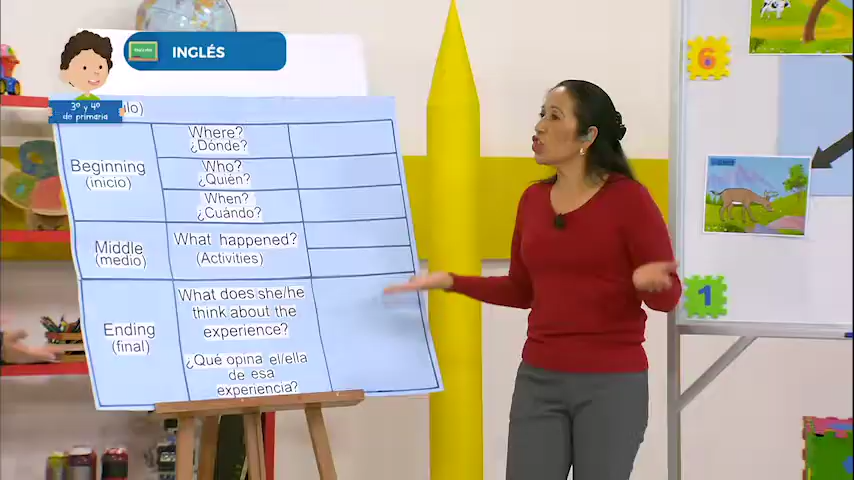 INGLÉS
3º y 4º
de primaria
lo)
Beginning
(inicio)
Where?
¿Dónde?
Who?
¿Quién?
When?
¿Cuándo?
Middle
(medio)
What happened?
(Activities)
Ending
(final)
What does she/he
think about the
experience?
¿Qué opina el/ella
de esa
experiencia?
6
1